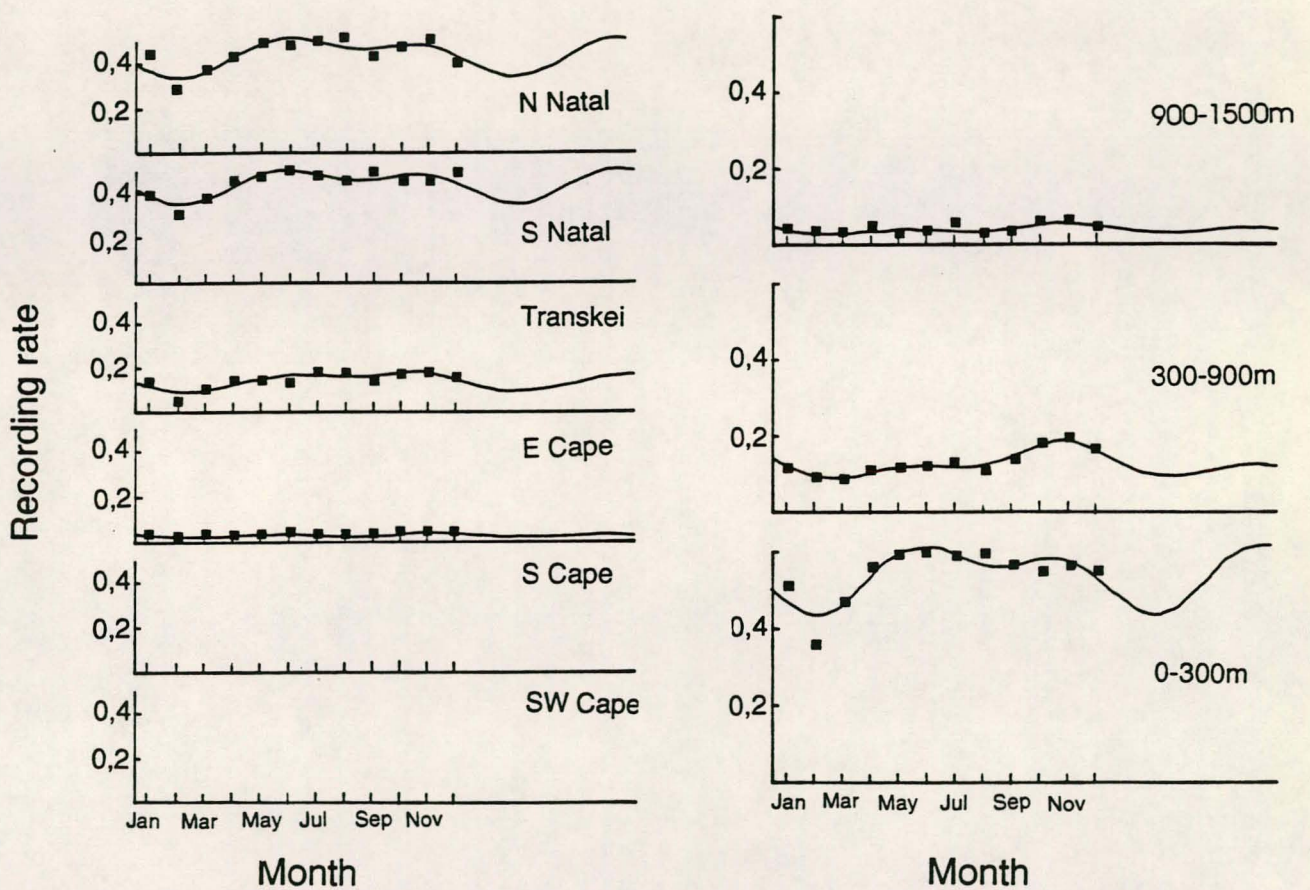 Recording rate
0,4
0,2
N Natal
0,4
0,2
S Natal
0,4
0,2
Transkei
0,4
0,2
E Cape
0,4
0,2
S Cape
0,4
0,2
SW Cape
Jan Mar May Jul Sep Nov
Month
0,4
0,2
900-1500m
0,4
0,2
300-900m
0,4
0,2
0-300m
Jan Mar May Jul Sep Nov
Month